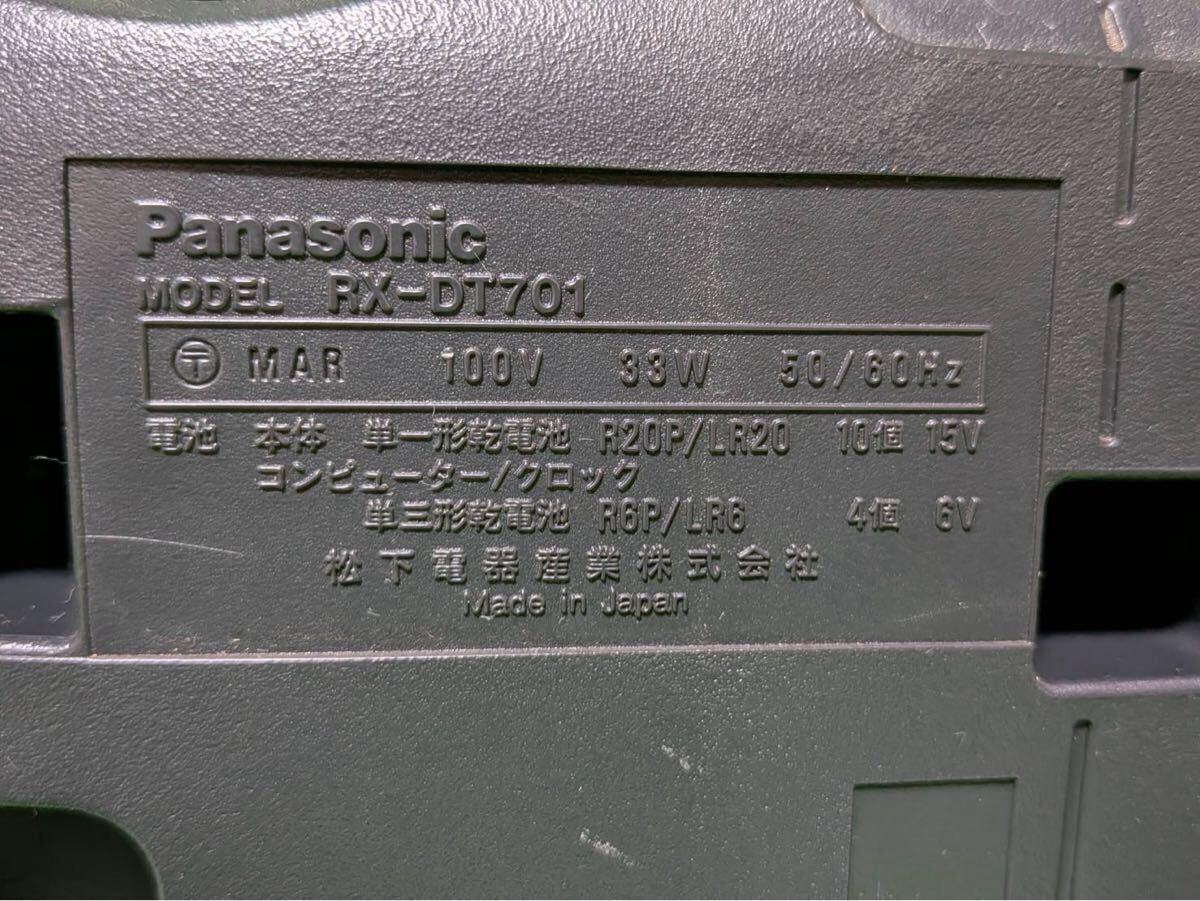 Panasonic
MODEL RX-DT701
〒 MAR 100V 33W 50/60Hz
電池 本体 単一形乾電池 R20P/LR20 10個 15V
コンピューター/クロック
単三形乾電池 R6P/LR6 4個 6V
松下電器産業株式会社
Made in Japan